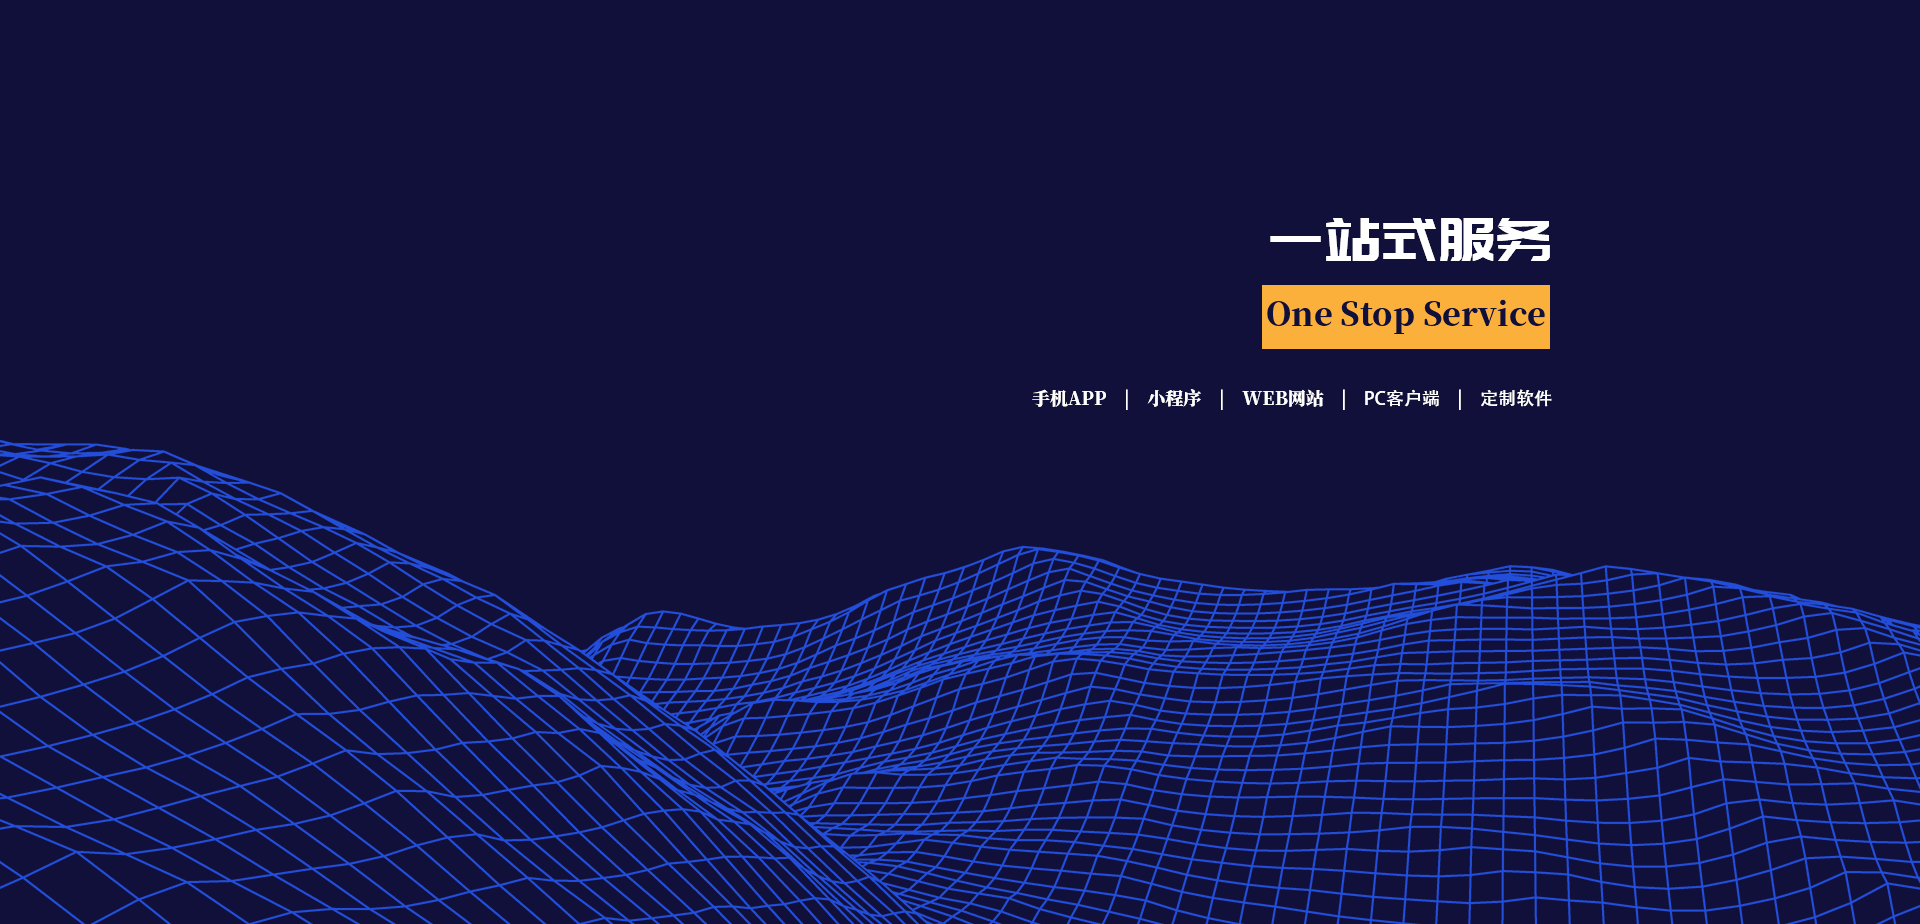 一站式服务
One Stop Service
手机APP | 小程序 | WEB网站 | PC客户端 | 定制软件